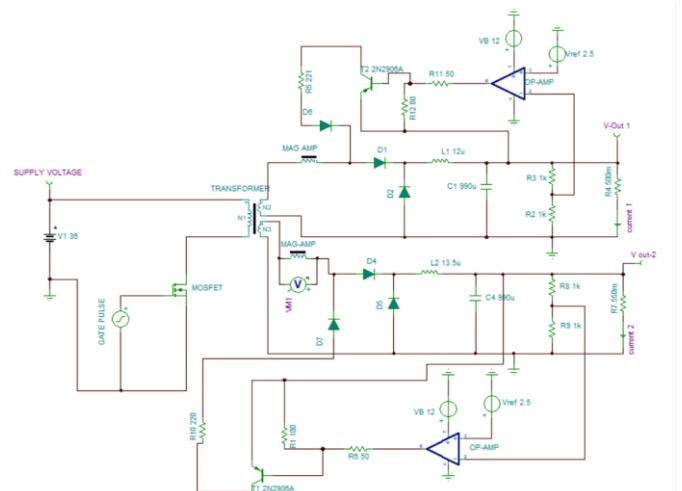 VB 12
Vref 2.5
T2 2N2906A
R11 50
OP-AMP
R5 221
R12 80
D6
V-Out 1
MAG AMP
D1
L1 12u
SUPPLY VOLTAGE
TRANSFORMER
D2
C1 990u
R3 1k
R4 500m
N1
N2
N3
R2 1k
current 1
V1 36
MAG-AMP
V out-2
D4
L2 13.5u
MOSFET
V
VM1
D5
C4 990u
R8 1k
R7 550m
GATE PULSE
D7
R9 1k
current 2
R10 220
VB 12
Vref 2.5
R1 100
R6 50
OP-AMP
T1 2N2906A